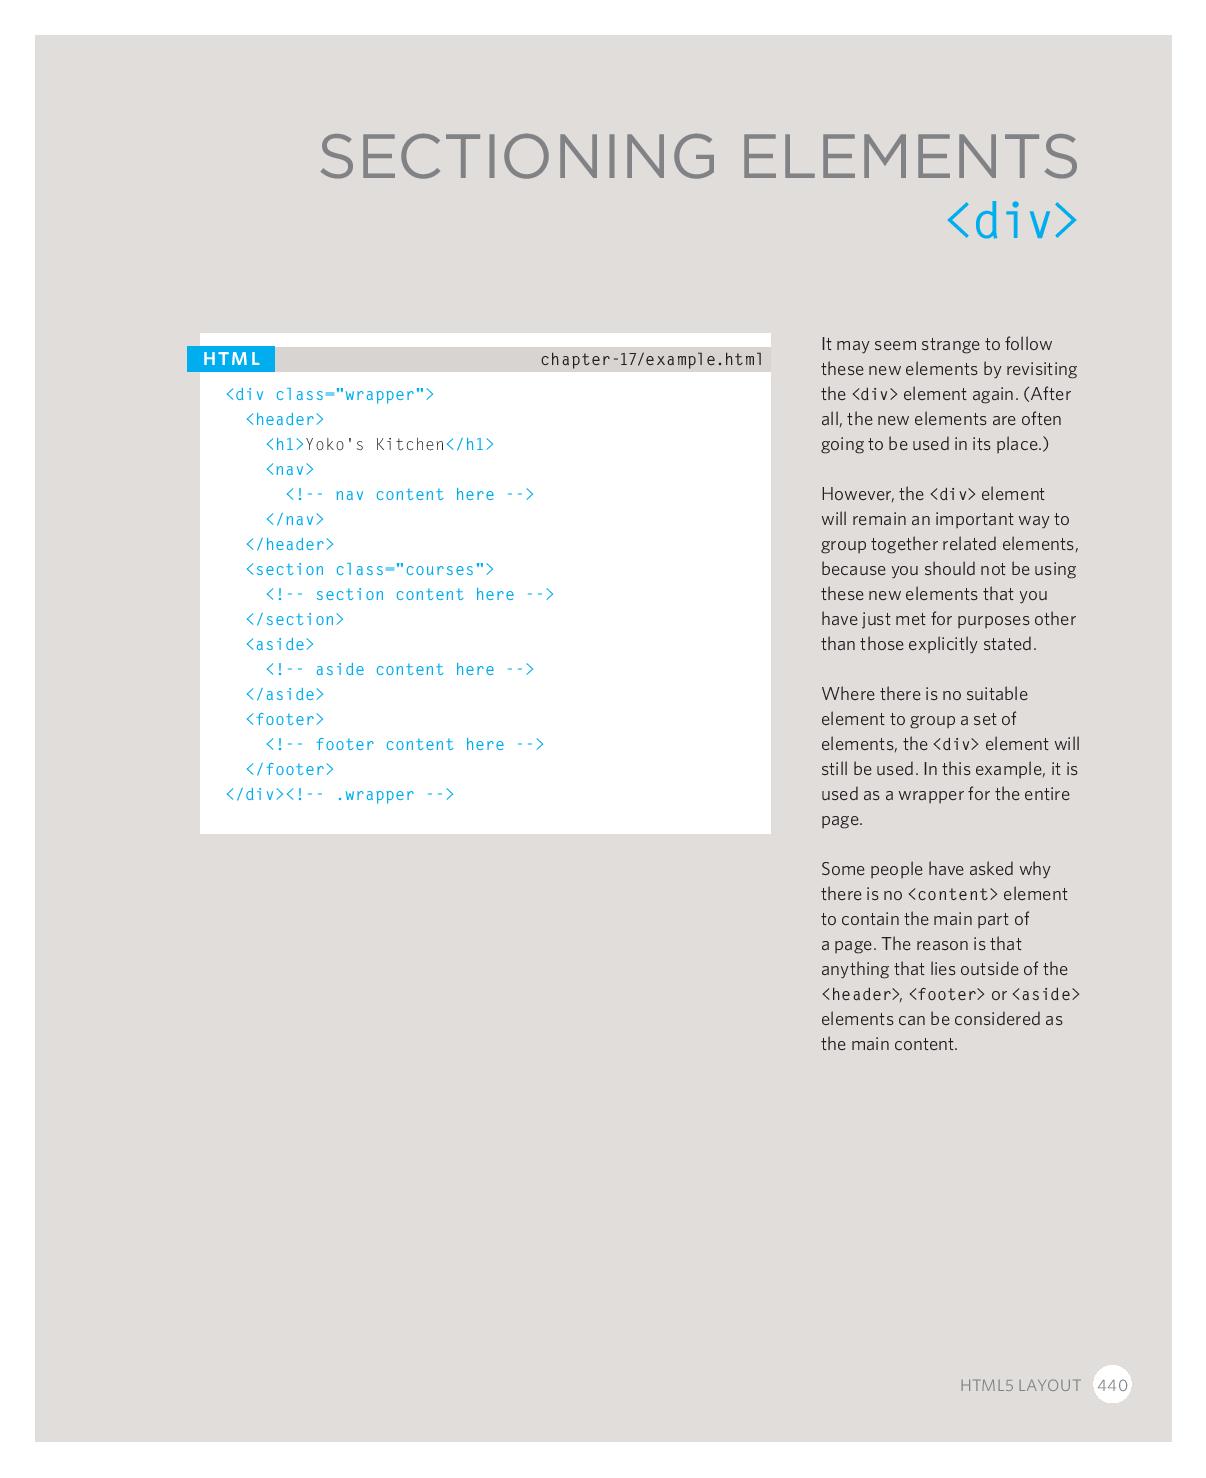 SECTIONING ELEMENTS
<div>
HTML chapter-17/example.html
<div class="wrapper">
<header>
<h1>Yoko's Kitchen</h1>
<nav>
<!-- nav content here -->
</nav>
</header>
<section class="courses">
<!-- section content here -->
</section>
<aside>
<!-- aside content here -->
</aside>
<footer>
<!-- footer content here -->
</footer>
</div><!-- .wrapper -->
It may seem strange to follow
these new elements by revisiting
the <div> element again. (After
all, the new elements are often
going to be used in its place.)
However, the <div> element
will remain an important way to
group together related elements,
because you should not be using
these new elements that you
have just met for purposes other
than those explicitly stated.
Where there is no suitable
element to group a set of
elements, the <div> element will
still be used. In this example, it is
used as a wrapper for the entire
page.
Some people have asked why
there is no <content> element
to contain the main part of
a page. The reason is that
anything that lies outside of the
<header>, <footer> or <aside>
elements can be considered as
the main content.
HTML5 LAYOUT 440